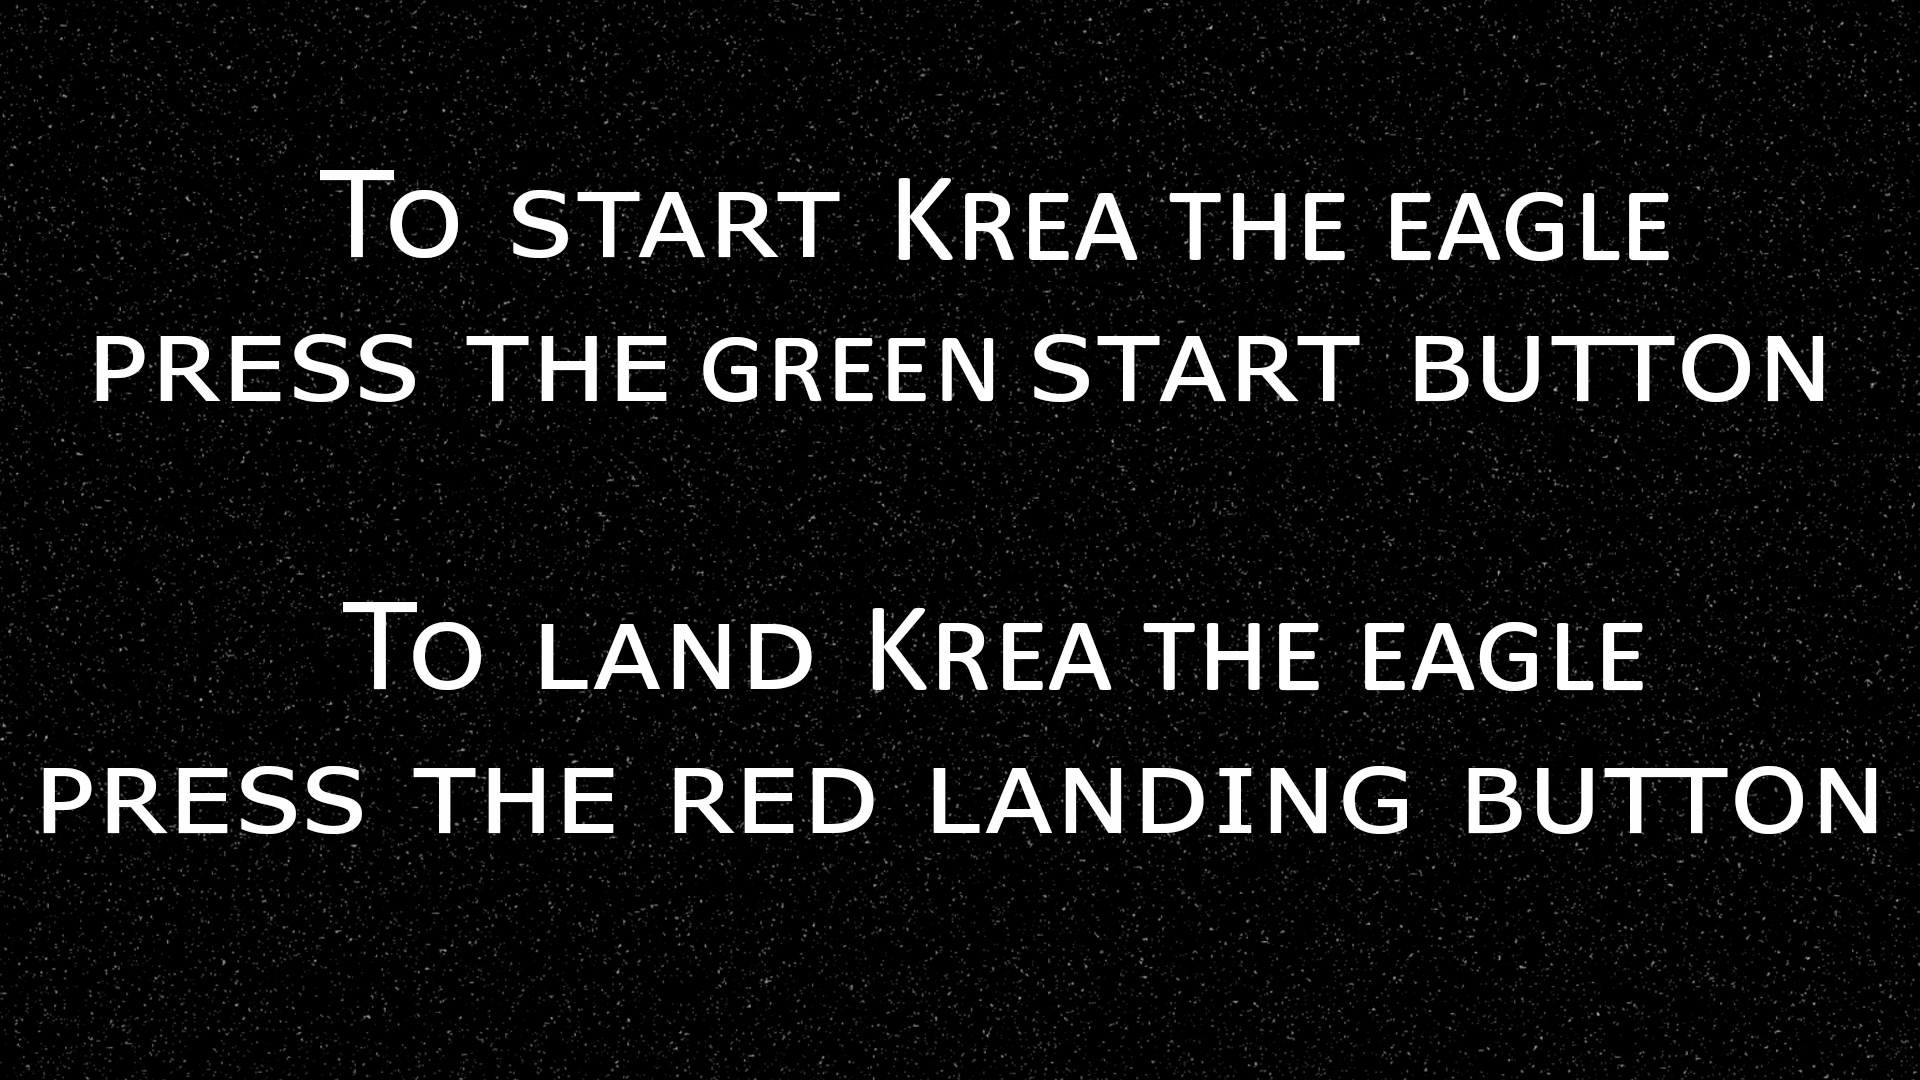 To start Krea the eagle
press the green start button
To land Krea the eagle
press the red landing button